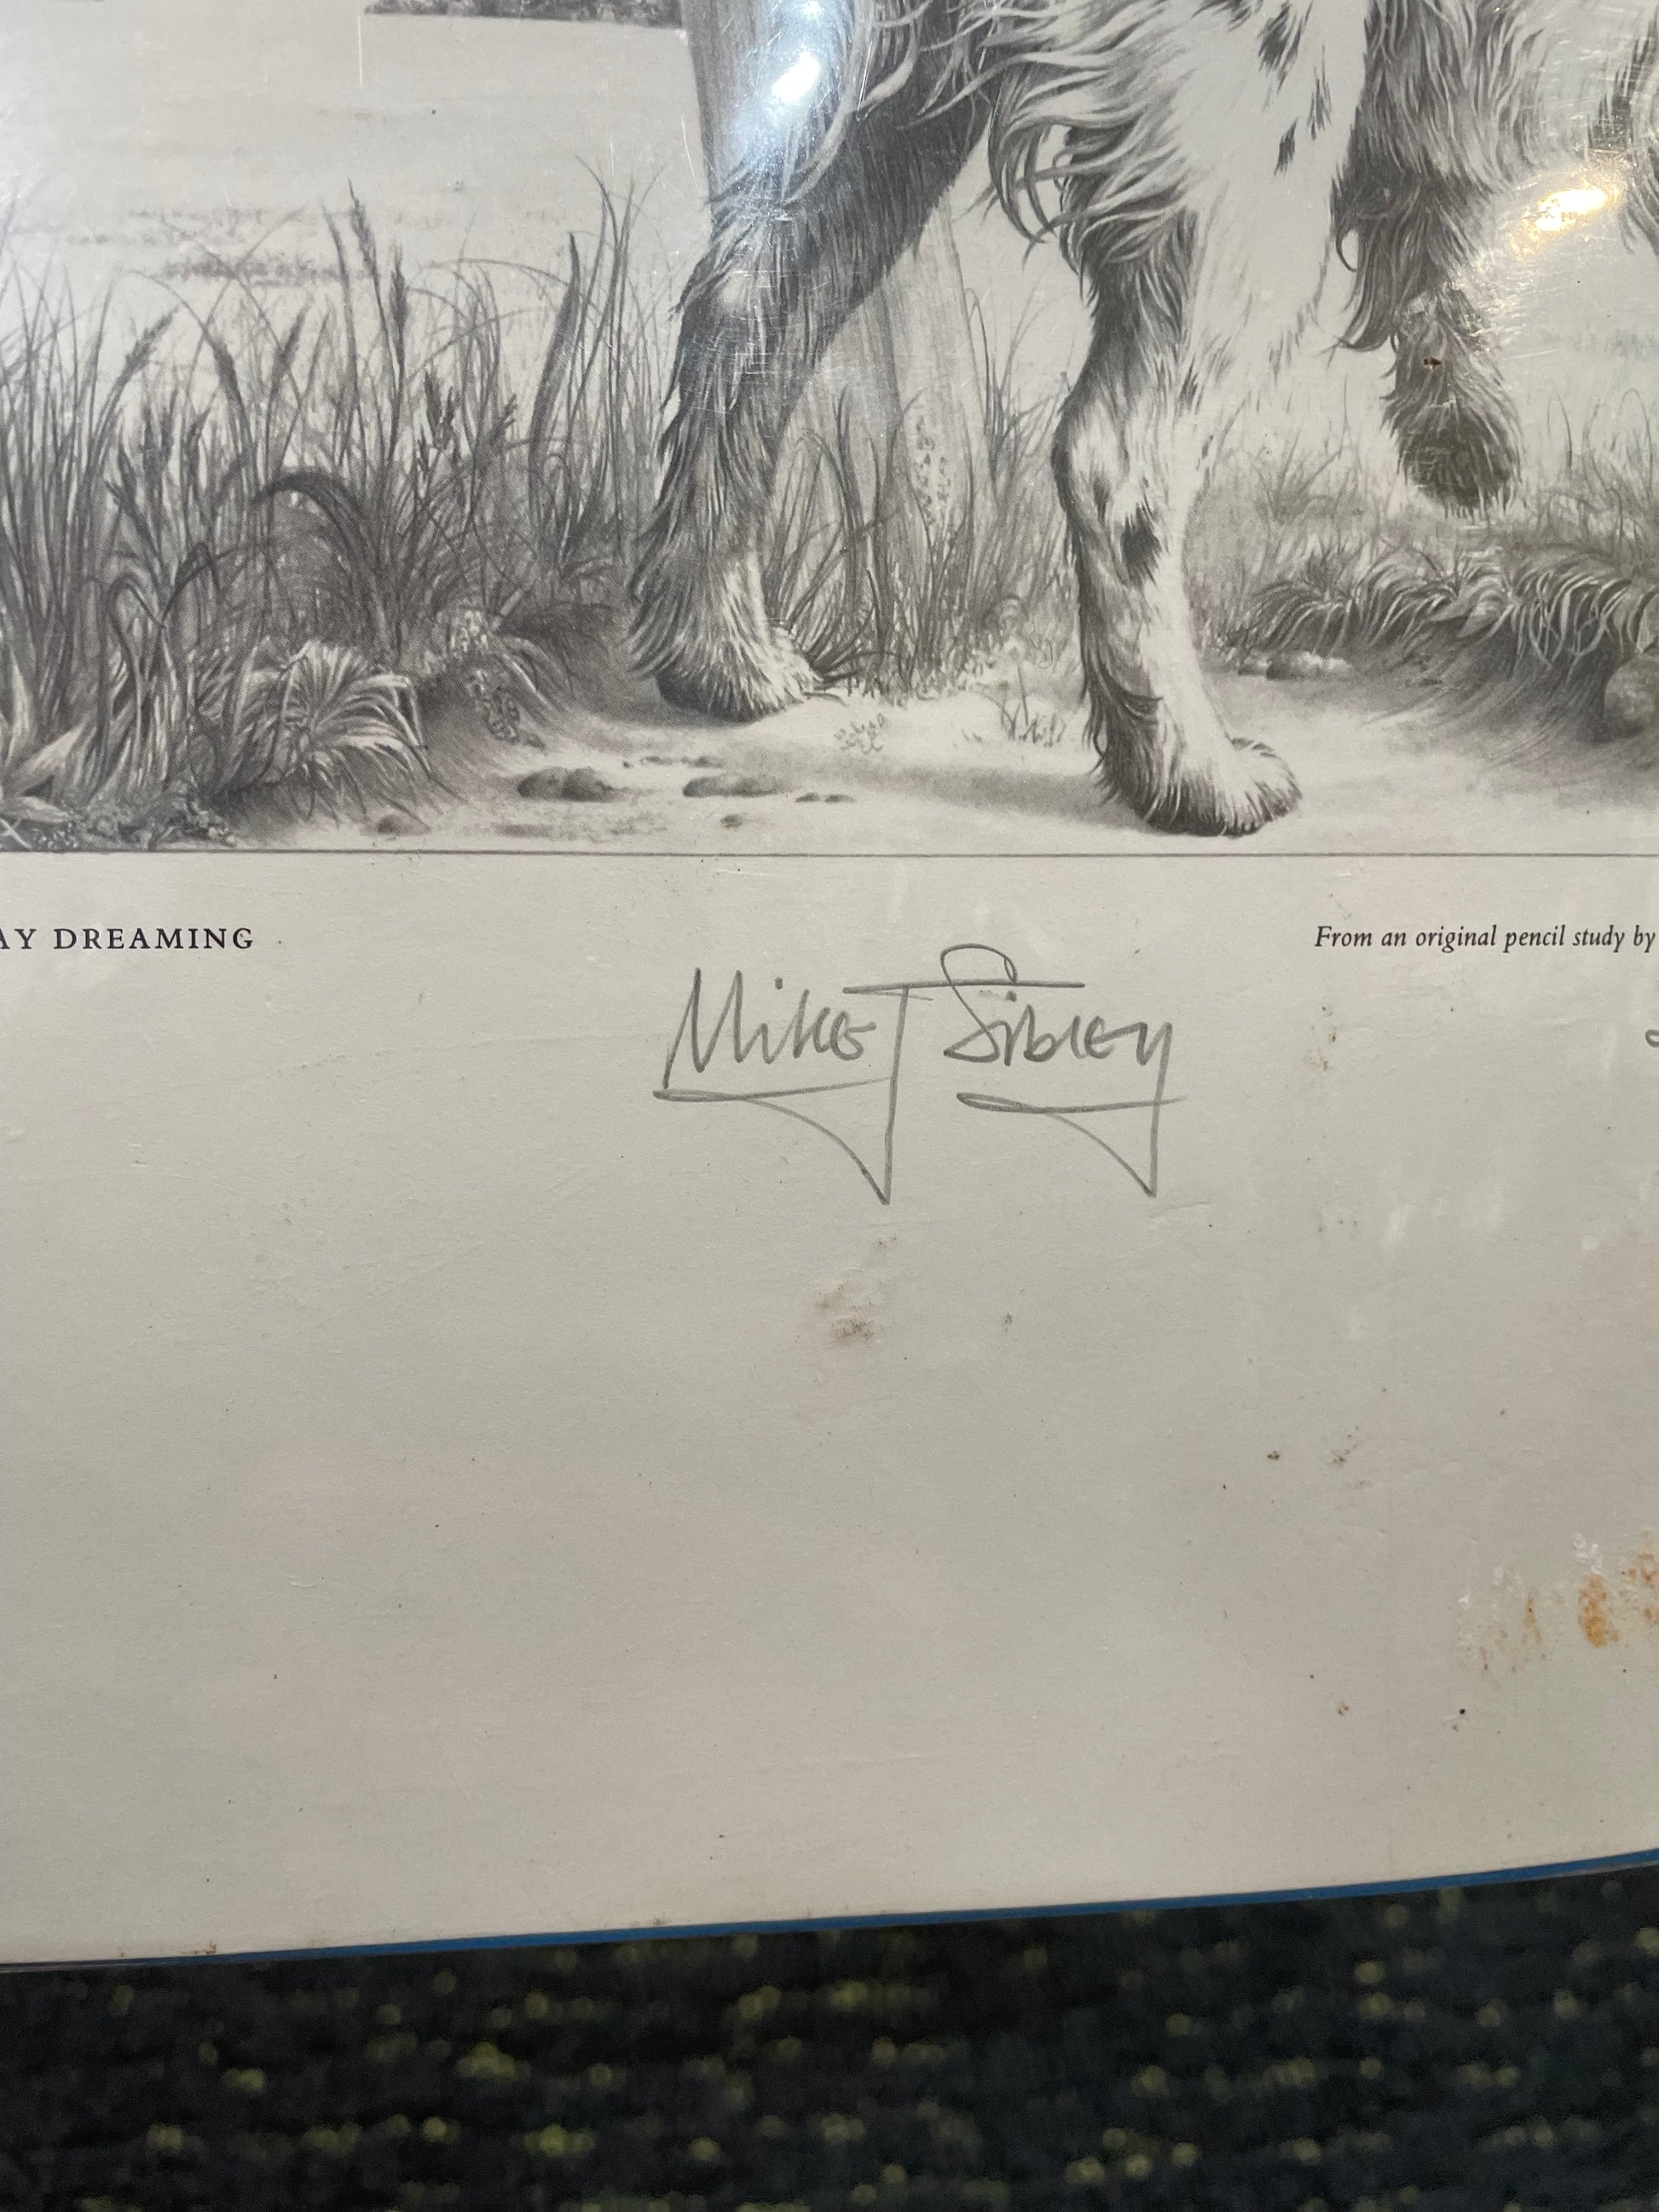 AY DREAMING
From an original pencil study by
Mike T Sibley